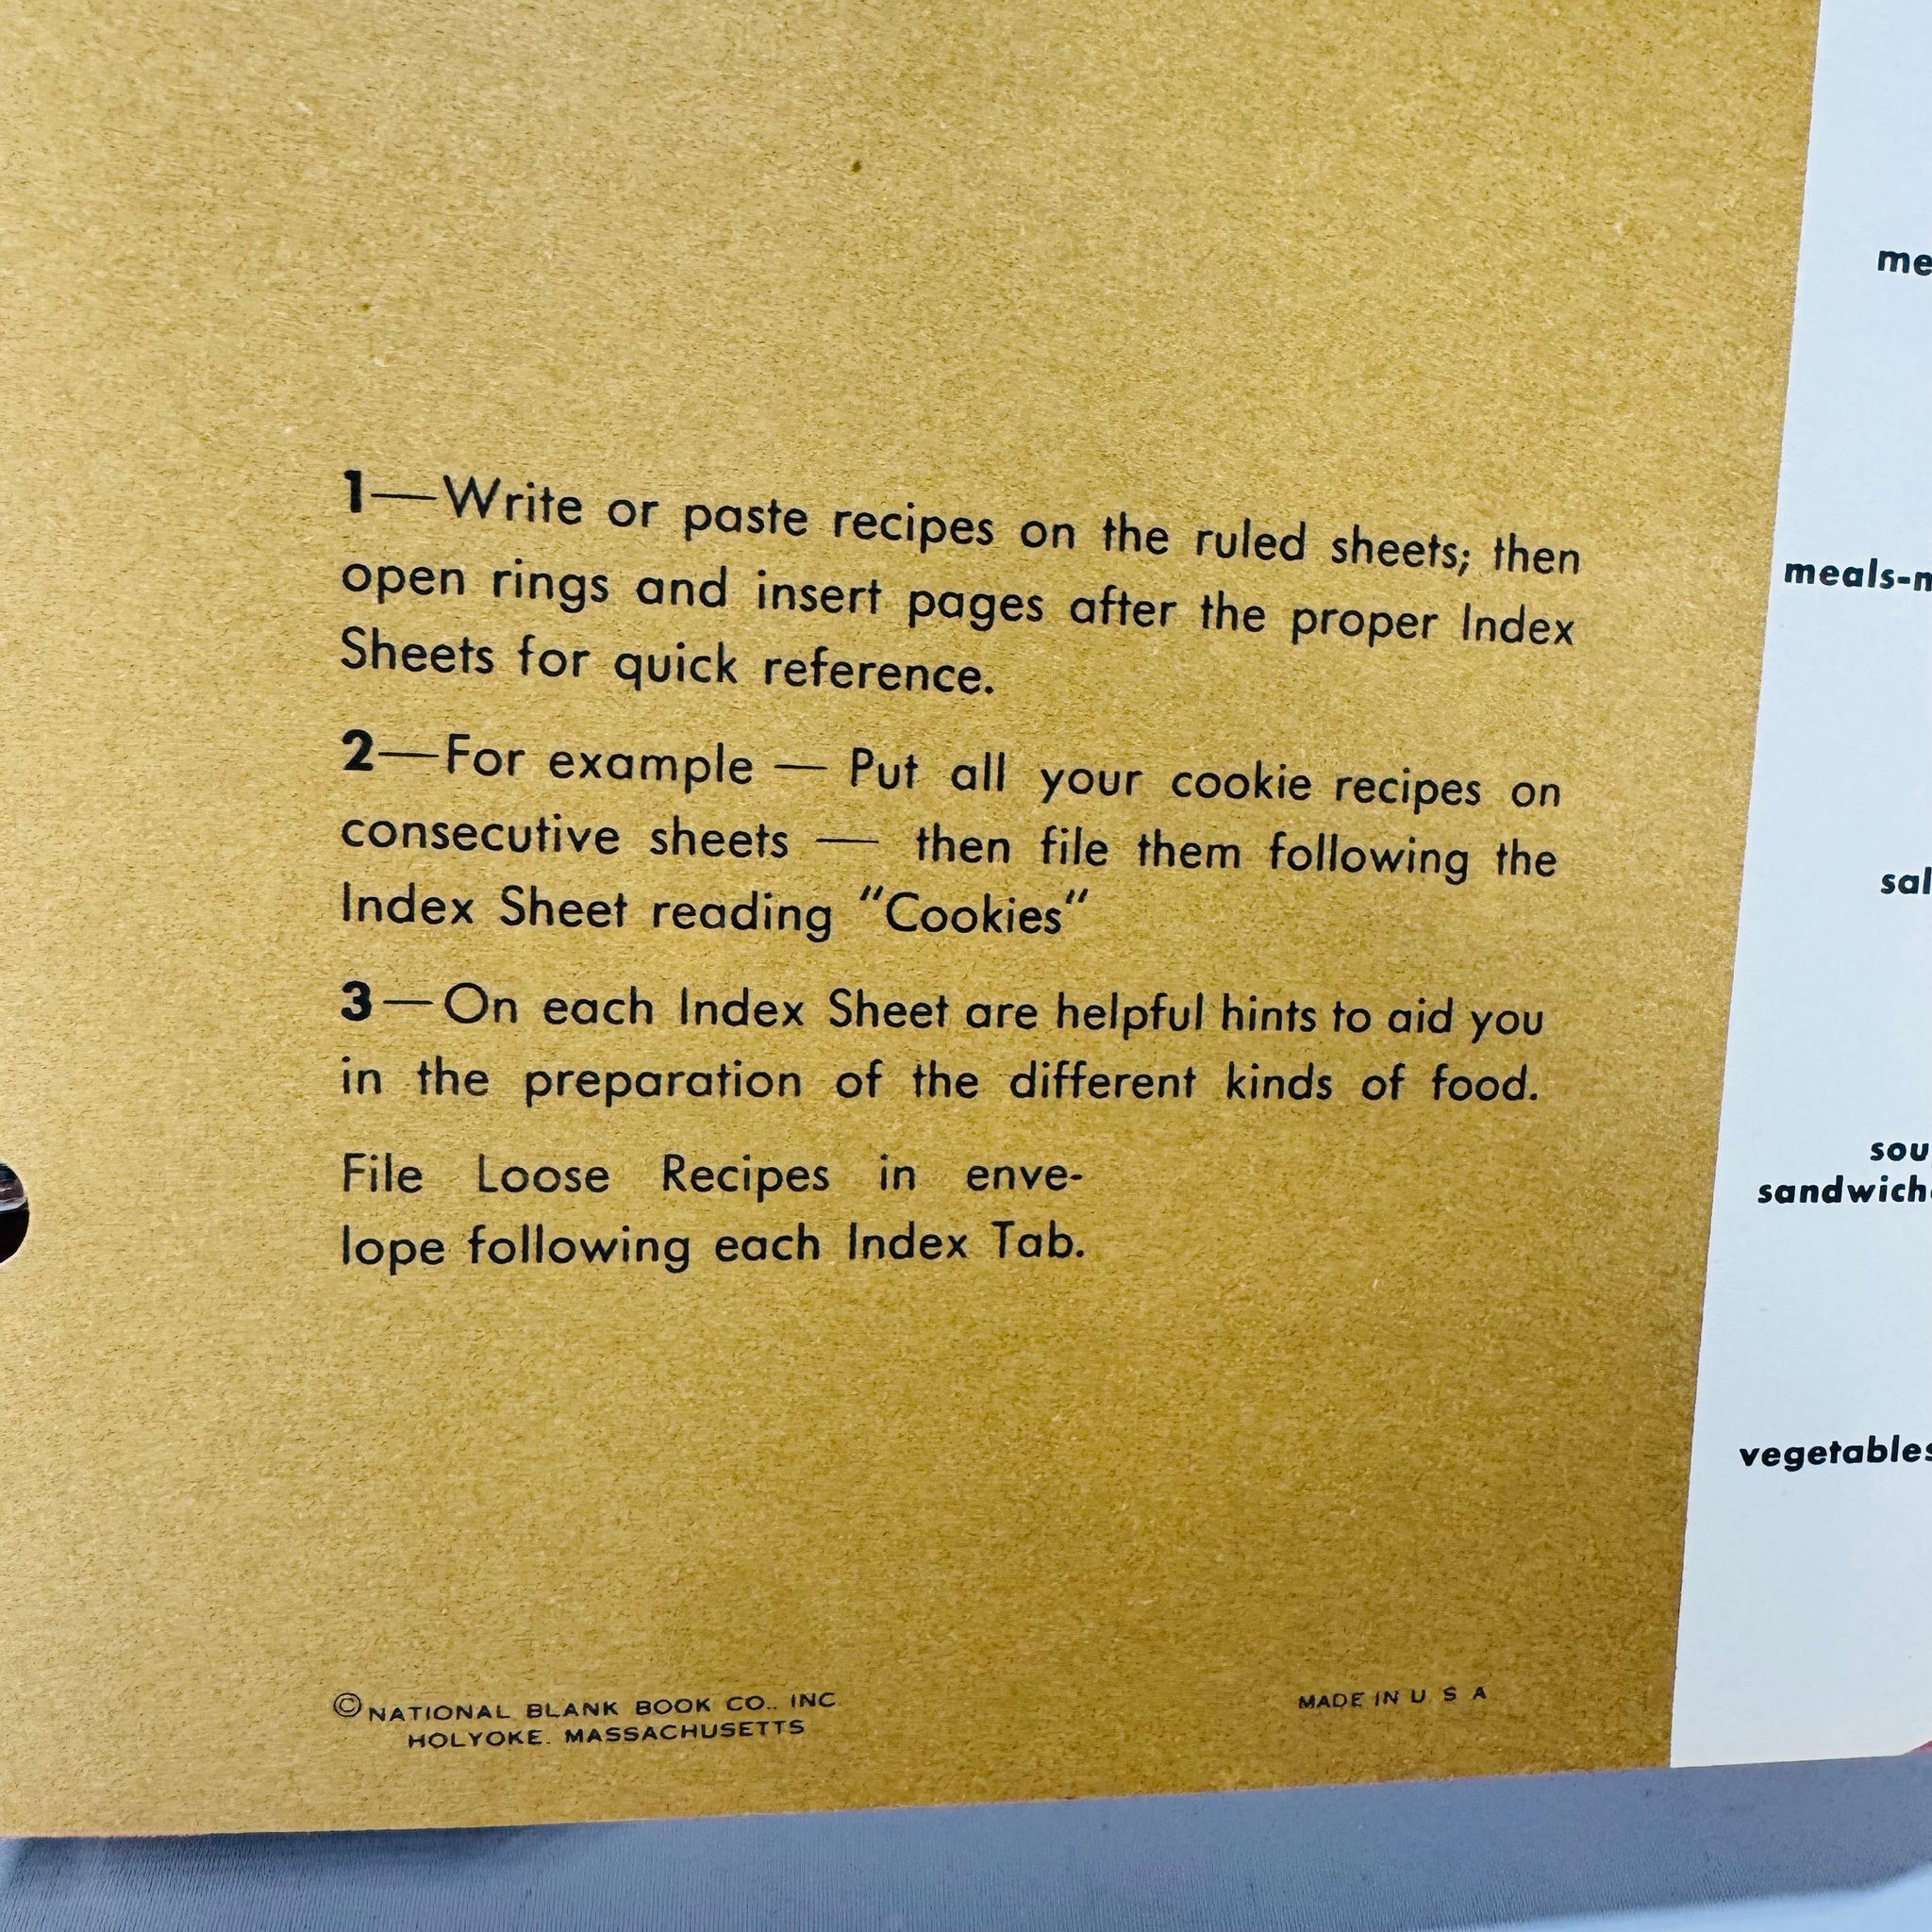 1—Write or paste recipes on the ruled sheets; then
open rings and insert pages after the proper Index
Sheets for quick reference.
2—For example — Put all your cookie recipes on
consecutive sheets — then file them following the
Index Sheet reading "Cookies"
3—On each Index Sheet are helpful hints to aid you
in the preparation of the different kinds of food.
File Loose Recipes in enve-
lope following each Index Tab.
©NATIONAL BLANK BOOK CO., INC
HOLYOKE. MASSACHUSETTS
MADE IN U S A
vegetables